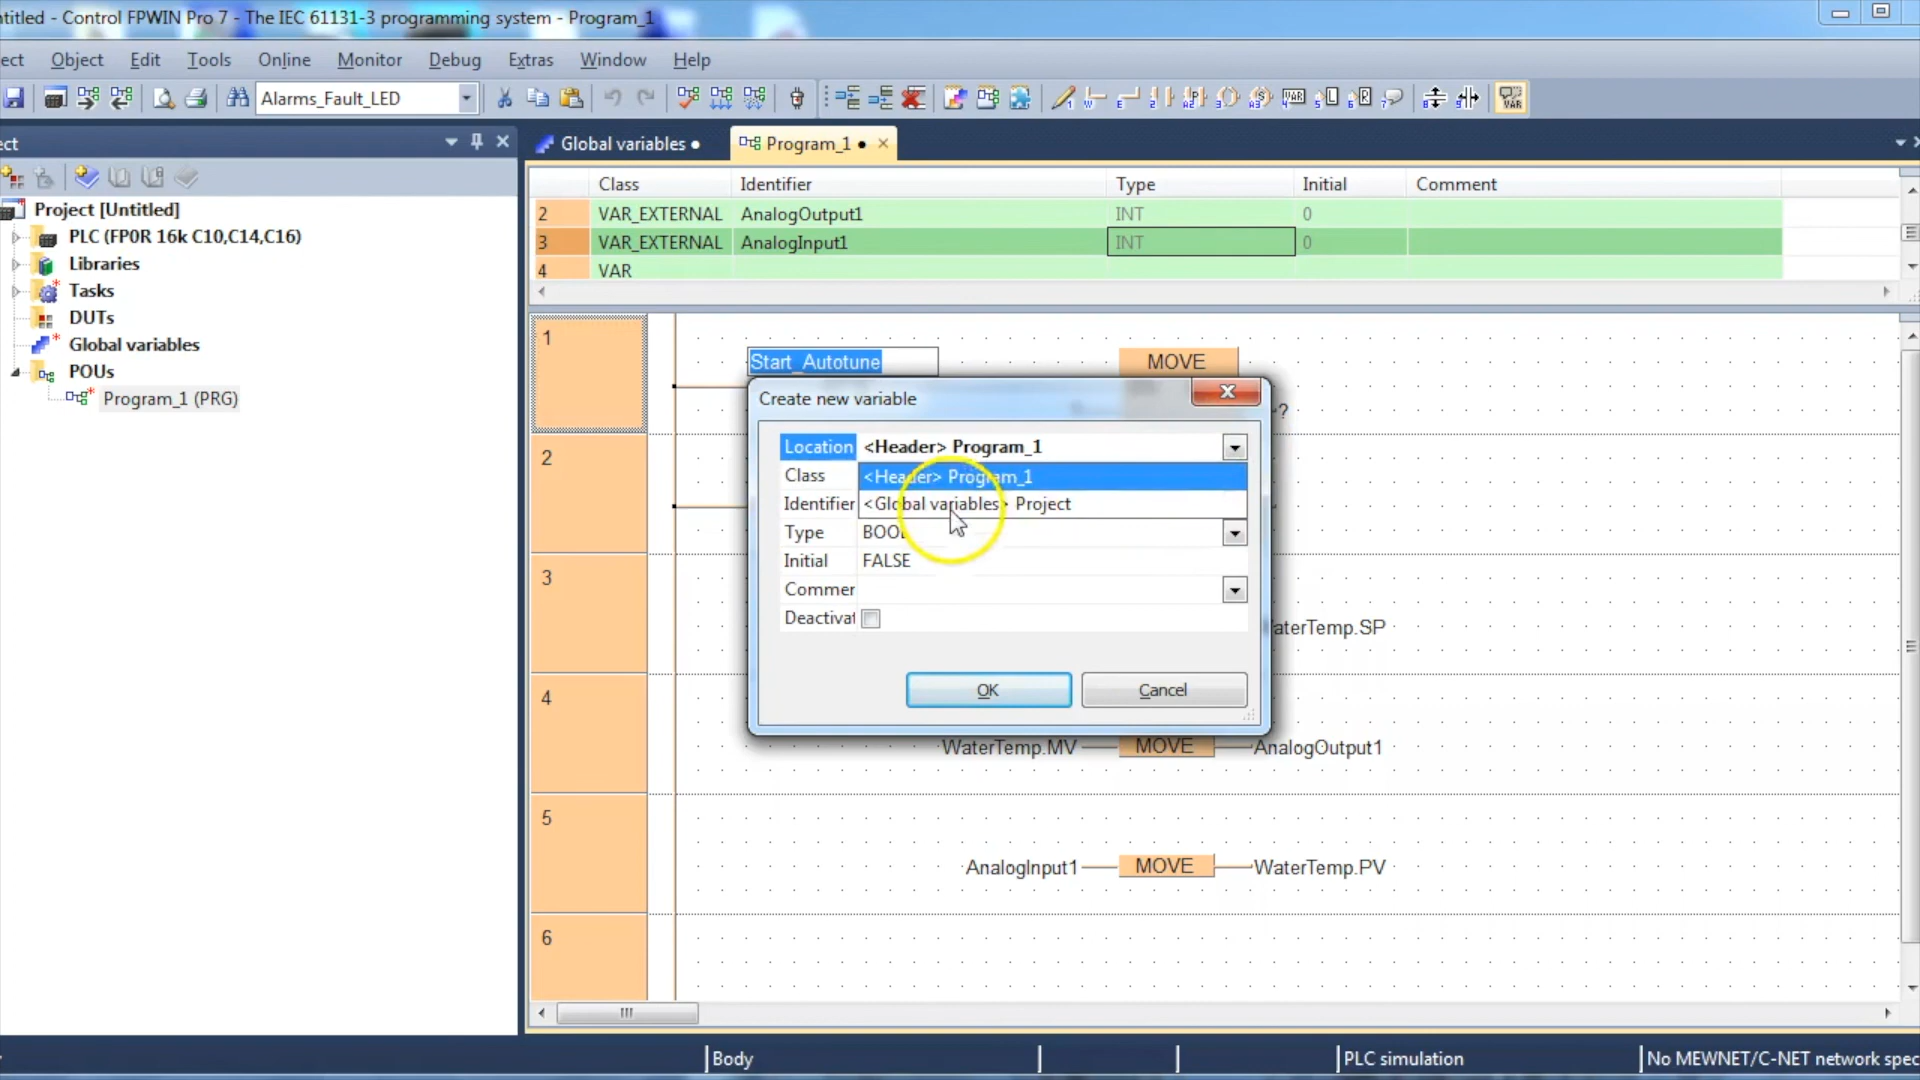 ntitled - Control FPWIN Pro 7 - The IEC 61131-3 programming system - Program_1
ect Object Edit Tools Online Monitor Debug Extras Window Help
Alarms_Fault_LED
ect
Global variables ●
Program_1 ●
Class Identifier Type Initial Comment
2 VAR_EXTERNAL AnalogOutput1 INT 0
3 VAR_EXTERNAL AnalogInput1 INT 0
4 VAR
Project [Untitled]
PLC (FP0R 16k C10,C14,C16)
Libraries
Tasks
DUTs
Global variables
POUs
Program_1 (PRG)
1
Start_Autotune
MOVE
?
Create new variable
Location <Header> Program_1
Class <Header> Program_1
Identifier <Global variables> Project
Type BOOL
Initial FALSE
Commer
Deactivat
OK
Cancel
2
3
aterTemp.SP
4
WaterTemp.MV MOVE AnalogOutput1
5
AnalogInput1 MOVE WaterTemp.PV
6
Body
PLC simulation
No MEWNET/C-NET network spec